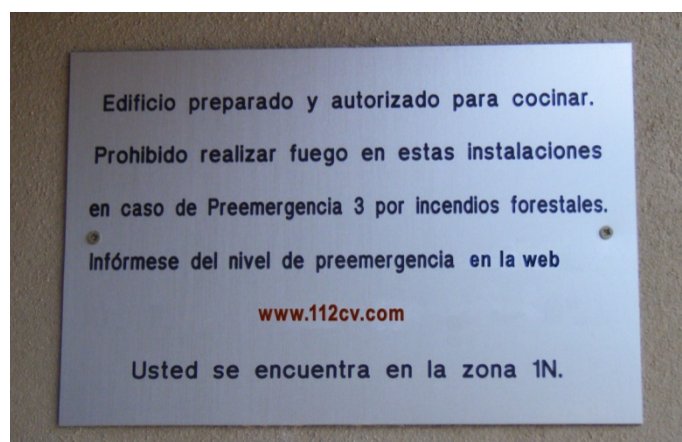 Edificio preparado y autorizado para cocinar.
Prohibido realizar fuego en estas instalaciones
en caso de Preemergencia 3 por incendios forestales.
Infórmese del nivel de preemergencia en la web
www.112cv.com
Usted se encuentra en la zona 1N.